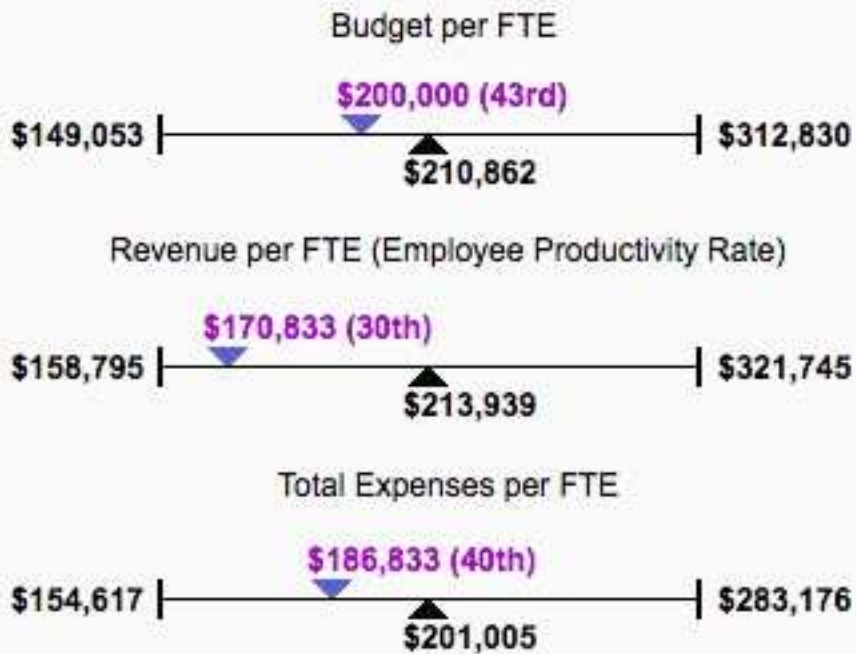 Budget per FTE
$200,000 (43rd)
$149,053
$312,830
$210,862
Revenue per FTE (Employee Productivity Rate)
$170,833 (30th)
$158,795
$321,745
$213,939
Total Expenses per FTE
$186,833 (40th)
$154,617
$283,176
$201,005